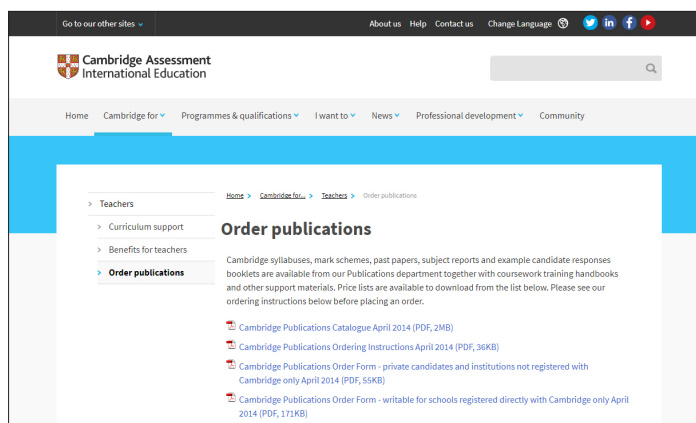 Go to our other sites
About us Help Contact us Change Language
Cambridge Assessment
International Education
Home Cambridge for Programmes & qualifications I want to News Professional development Community
Teachers
Curriculum support
Benefits for teachers
Order publications
Home > Cambridge for... > Teachers > Order publications
Order publications
Cambridge syllabuses, mark schemes, past papers, subject reports and example candidate responses
booklets are available from our Publications department together with coursework training handbooks
and other support materials. Price lists are available to download from the list below. Please see our
ordering instructions below before placing an order.
Cambridge Publications Catalogue April 2014 (PDF, 2MB)
Cambridge Publications Ordering Instructions April 2014 (PDF, 36KB)
Cambridge Publications Order Form - private candidates and institutions not registered with
Cambridge only April 2014 (PDF, 55KB)
Cambridge Publications Order Form - writable for schools registered directly with Cambridge only April
2014 (PDF, 171KB)